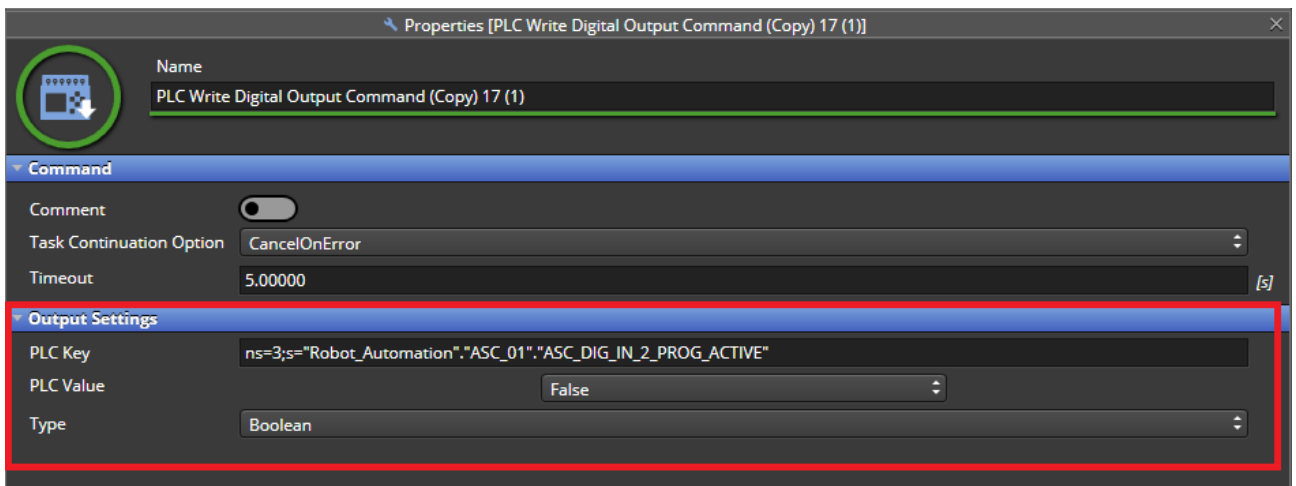 Properties [PLC Write Digital Output Command (Copy) 17 (1)]
Name
PLC Write Digital Output Command (Copy) 17 (1)
Command
Comment
Task Continuation Option CancelOnError
Timeout 5.00000 [s]
Output Settings
PLC Key ns=3;s="Robot_Automation"."ASC_01"."ASC_DIG_IN_2_PROG_ACTIVE"
PLC Value False
Type Boolean